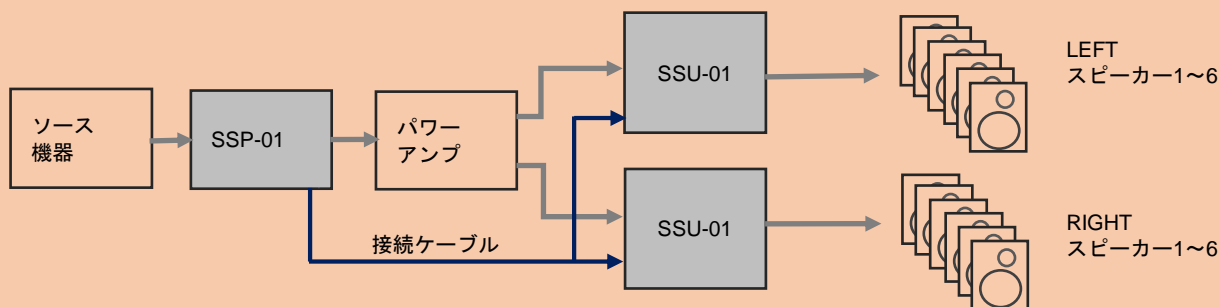 ソース
機器
SSP-01
パワー
アンプ
SSU-01
LEFT
スピーカー1～6
接続ケーブル
SSU-01
RIGHT
スピーカー1～6